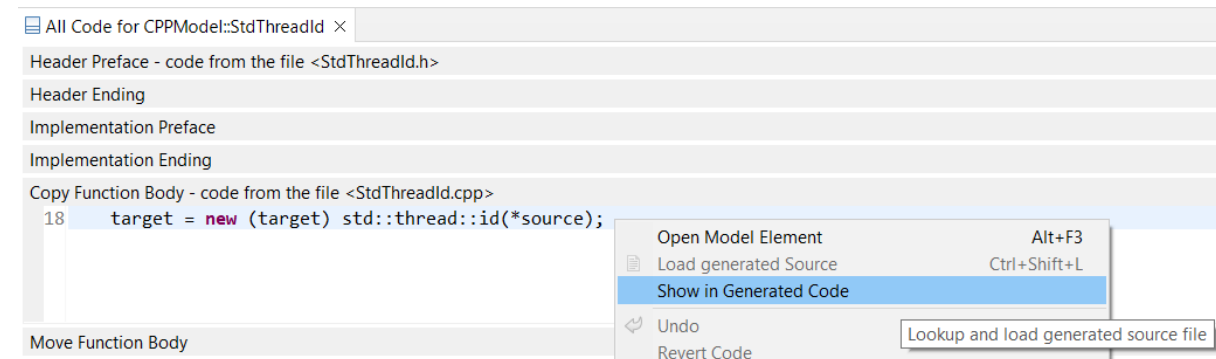 All Code for CPPModel::StdThreadId ×
Header Preface - code from the file <StdThreadId.h>
Header Ending
Implementation Preface
Implementation Ending
Copy Function Body - code from the file <StdThreadId.cpp>
18 target = new (target) std::thread::id(*source);
Open Model Element Alt+F3
Load generated Source Ctrl+Shift+L
Show in Generated Code
Undo
Lookup and load generated source file
Move Function Body
Revert Code